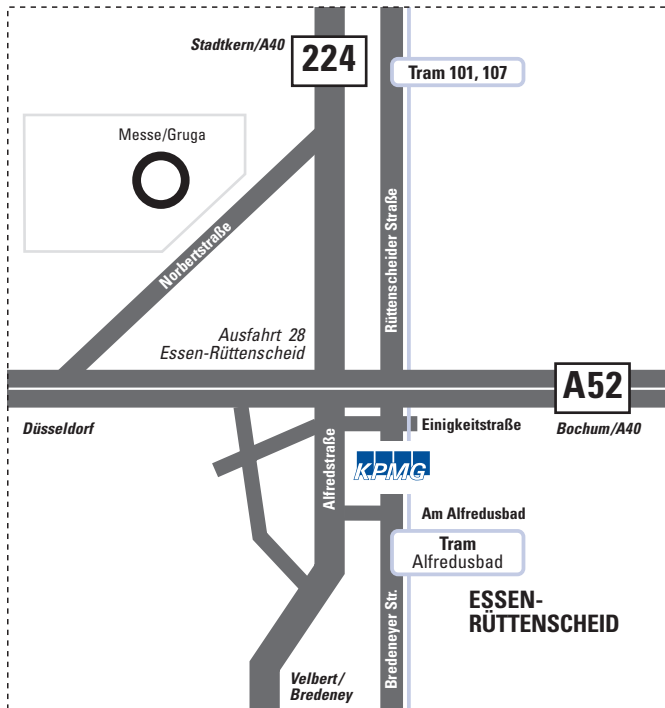 Stadtkern/A40
224
Tram 101, 107
Messe/Gruga
Norbertstraße
Rüttenscheider Straße
Ausfahrt 28
Essen-Rüttenscheid
A52
Düsseldorf
Bochum/A40
Alfredstraße
Einigkeitstraße
KPMG
Am Alfredusbad
Tram
Alfredusbad
Bredeneyer Str.
ESSEN-
RÜTTENSCHEID
Velbert/
Bredeney